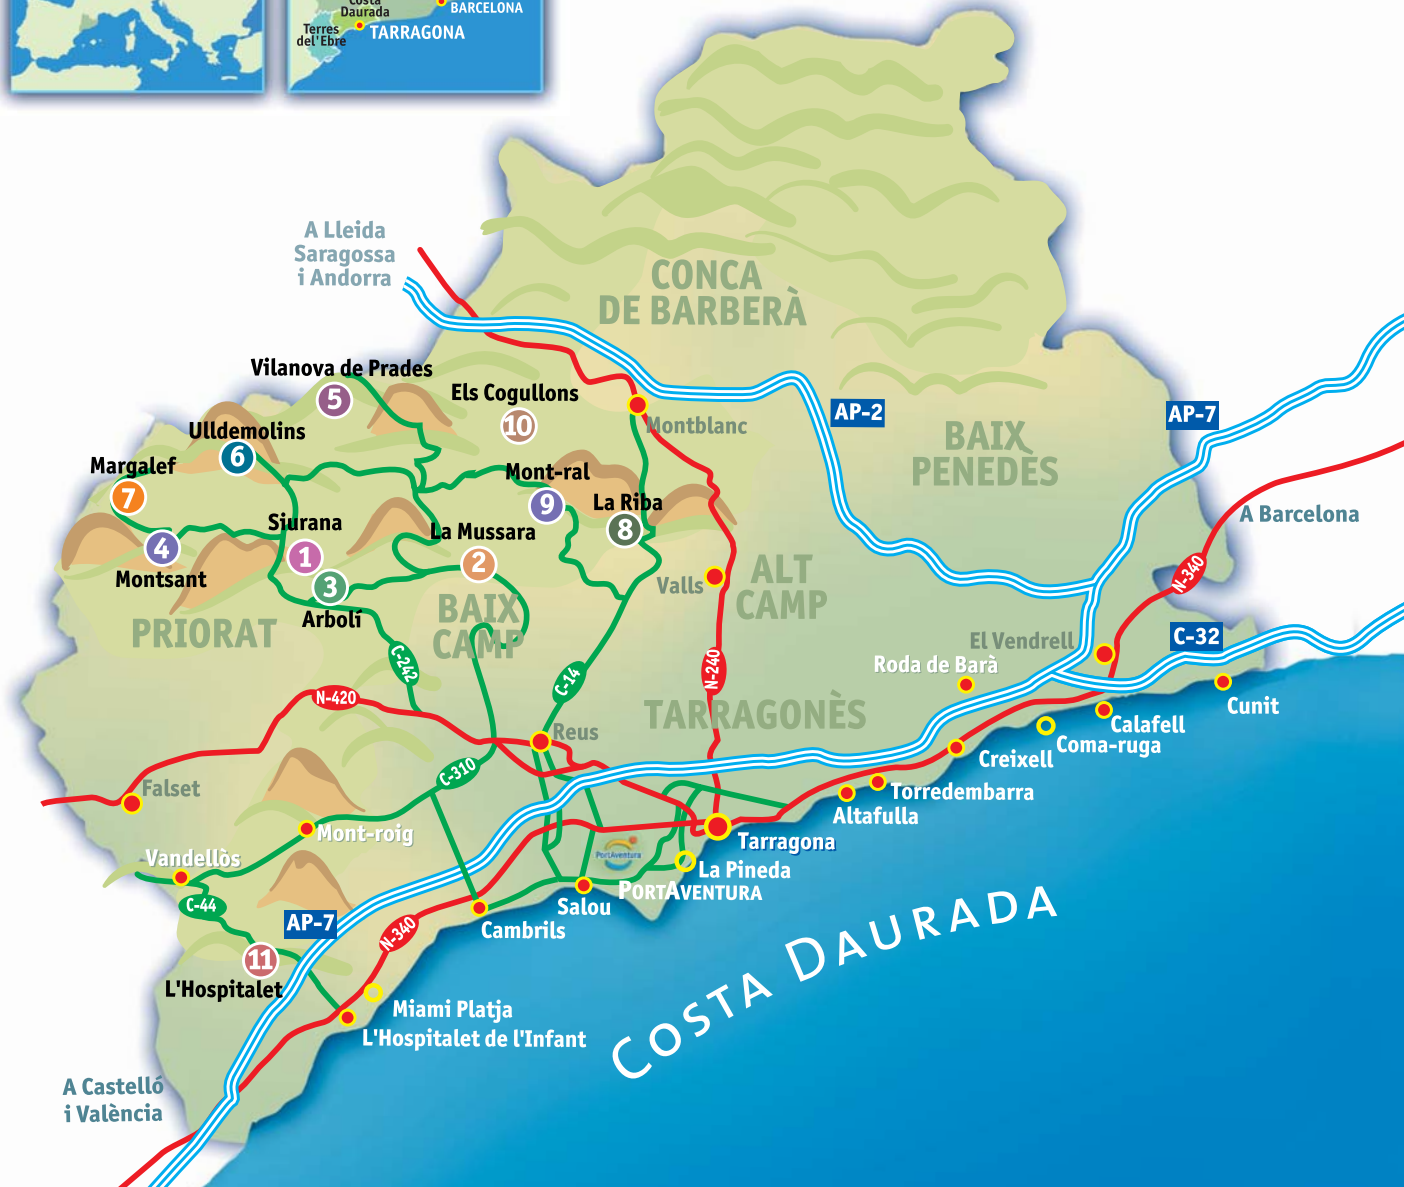 Costa
Daurada
BARCELONA
Terres
del'Ebre
TARRAGONA
A Lleida
Saragossa
i Andorra
CONCA
DE BARBERÀ
Vilanova de Prades
5
Els Cogullons
10
Montblanc
AP-2
AP-7
BAIX
PENEDÈS
Ulldemolins
6
Margalef
7
Mont-ral
9
La Riba
8
Siurana
1
La Mussara
2
A Barcelona
4
Montsant
3
Arbolí
Valls
ALT
CAMP
N-340
BAIX
CAMP
PRIORAT
C-242
C-14
N-240
El Vendrell
C-32
Roda de Barà
N-420
TARRAGONÈS
Cunit
Calafell
Reus
Coma-ruga
Creixell
C-310
Falset
Torredembarra
Altafulla
Mont-roig
Tarragona
PortAventura
Vandellòs
La Pineda
PORTAVENTURA
C-44
Salou
AP-7
N-340
Cambrils
COSTA DAURADA
11
L'Hospitalet
Miami Platja
L'Hospitalet de l'Infant
A Castelló
i València